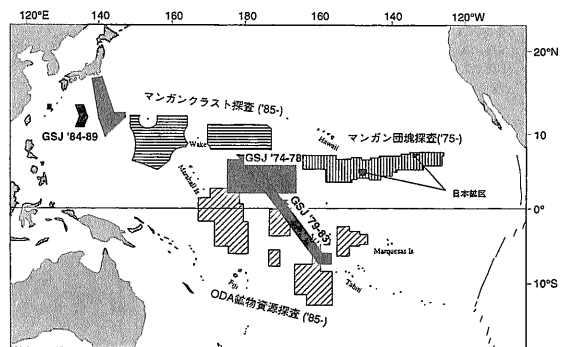 120°E 140 160 180 160 140 120°W
20°N
マンガンクラスト探査 ('85-)
GSJ '84-89
Hawaii
マンガン団塊探査('75-)
10
Wake
GSJ '74-78
Marshall Is
日本鉱区
0°
GSJ '79-83
Marquesas Is
Fiji
Tahiti
10°S
ODA鉱物資源探査 ('85-)